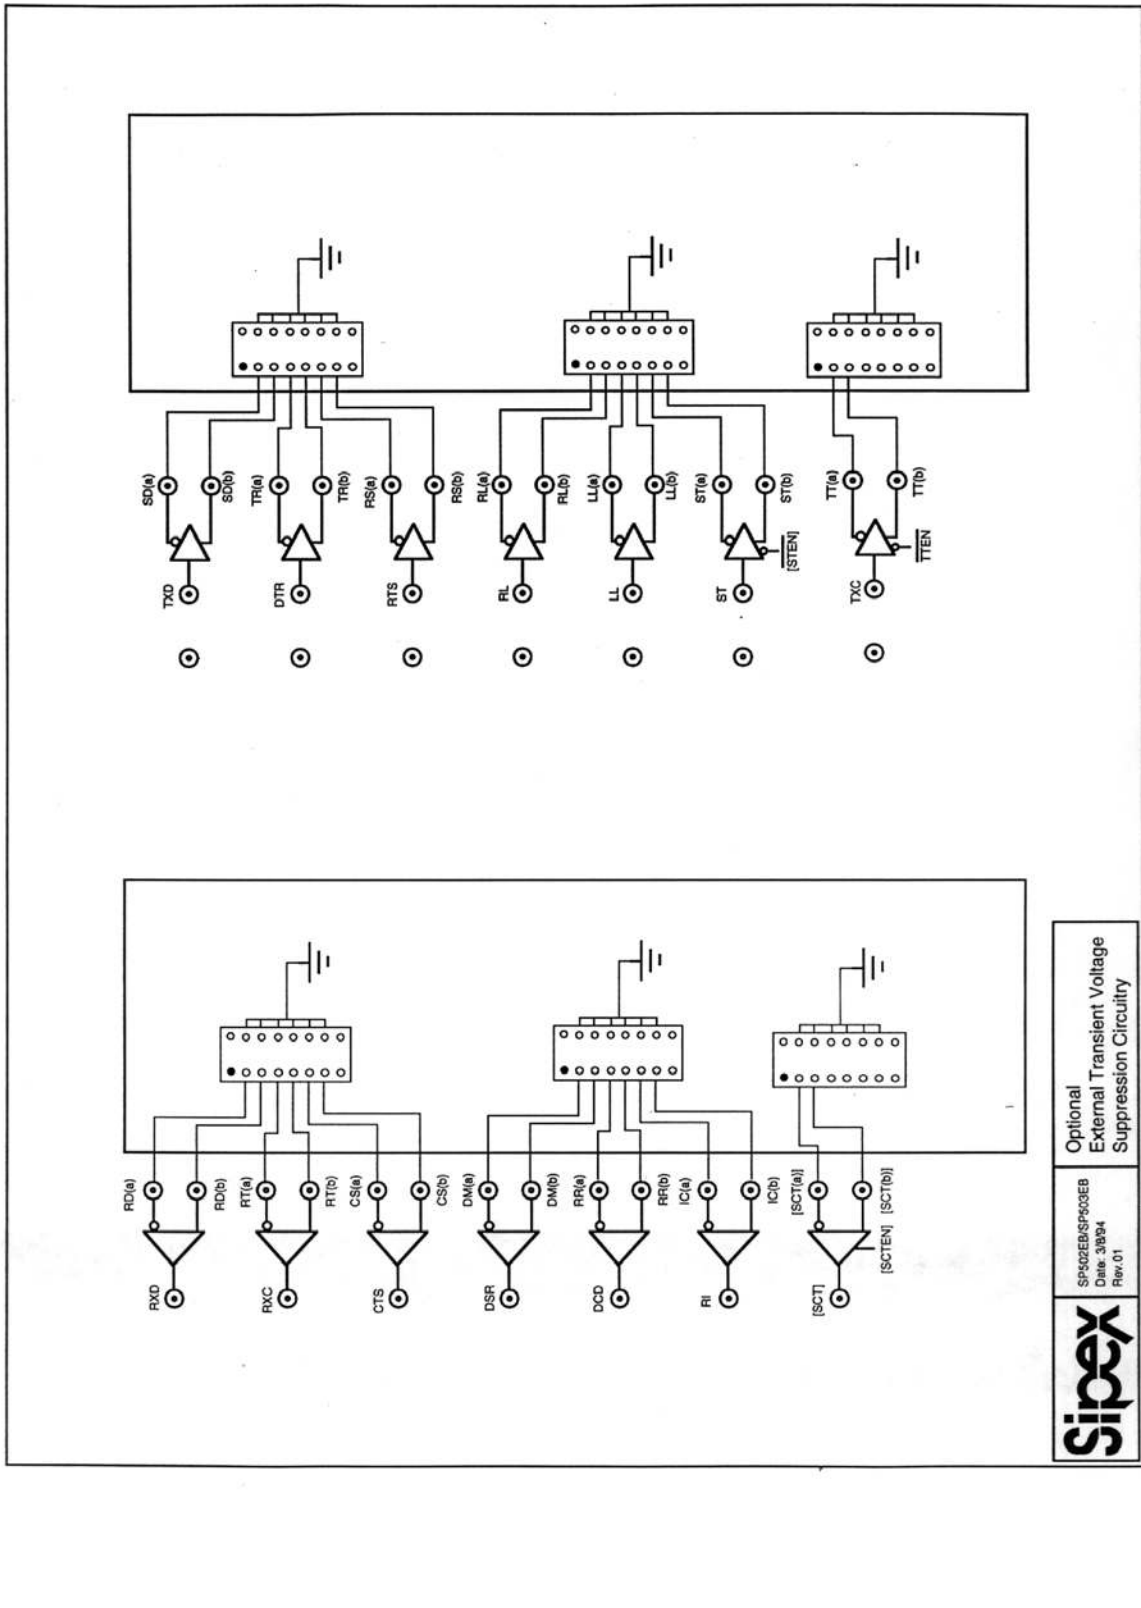 SD(a)
SD(b)
TR(a)
TR(b)
RS(a)
RS(b)
RL(a)
RL(b)
LL(a)
LL(b)
ST(a)
ST(b)
TT(a)
TT(b)
TXD
DTR
RTS
RL
LL
ST
[STEN]
TXC
TTEN
RD(a)
RD(b)
RT(a)
RT(b)
CS(a)
CS(b)
DM(a)
DM(b)
RR(a)
RR(b)
IC(a)
IC(b)
[SCT(a)]
[SCT(b)]
RXD
RXC
CTS
DSR
DCD
RI
[SCT]
[SCTEN]
Sipex
SP502EB/SP503EB
Date: 3/8/94
Rev.01
Optional
External Transient Voltage
Suppression Circuitry